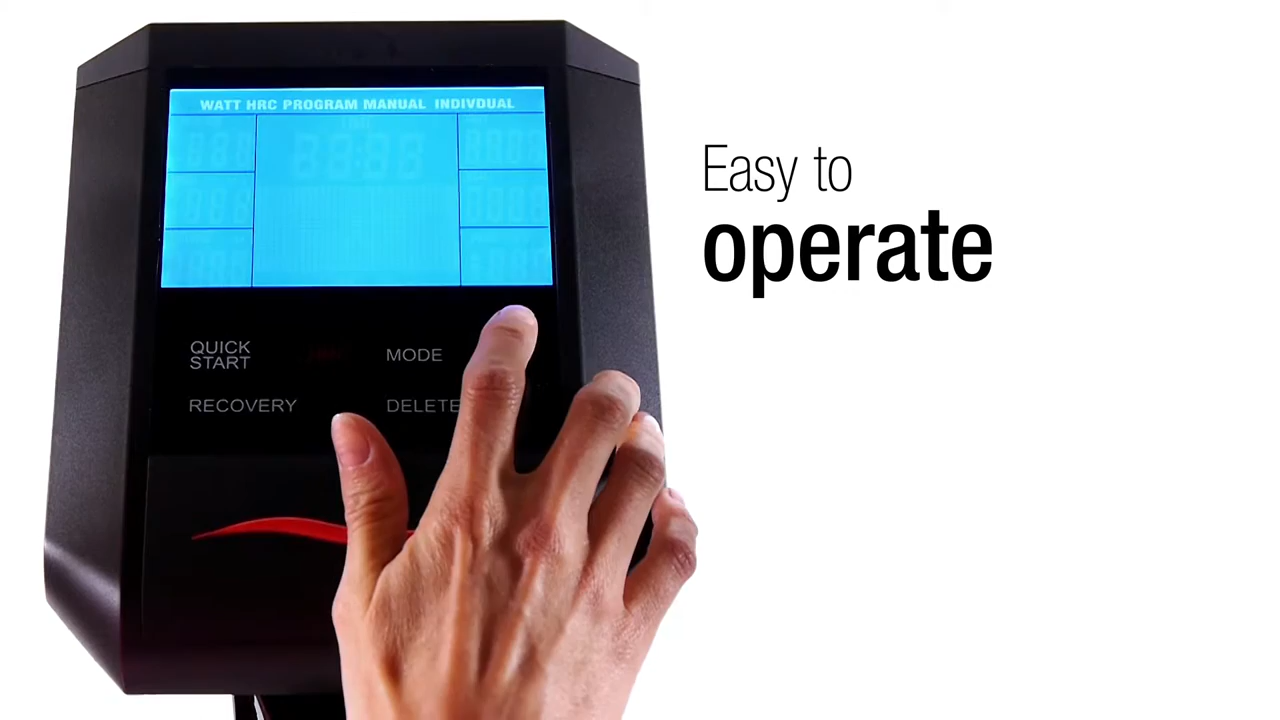 WATT HRC PROGRAM MANUAL INDIVDUAL
QUICK
START
MODE
RECOVERY
DELETE
Easy to
operate